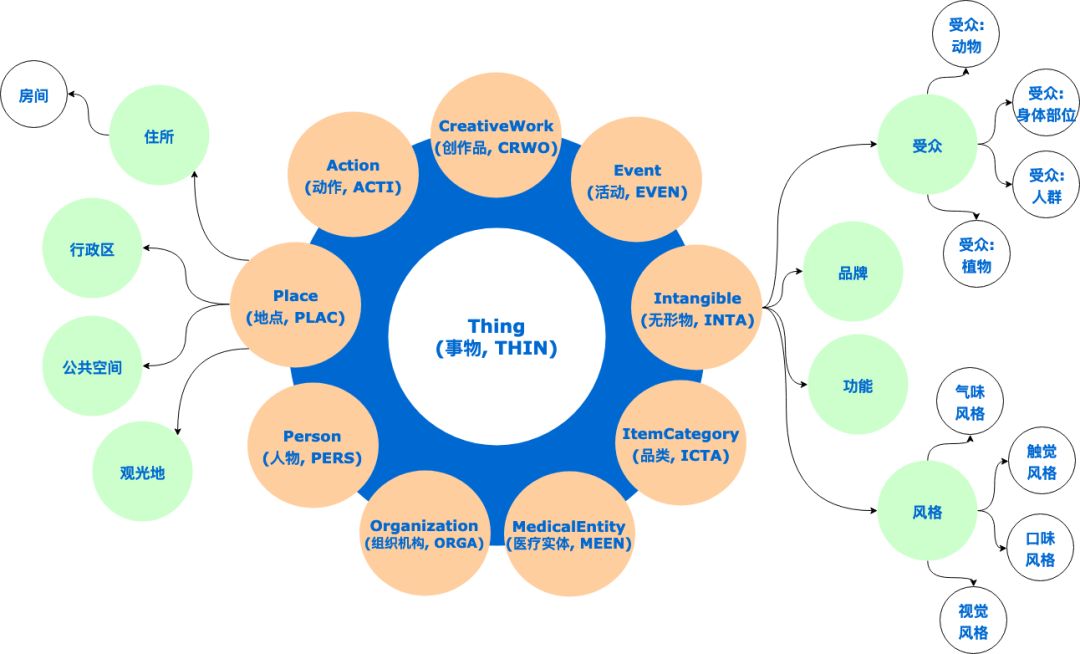 受众:
动物
房间
住所
受众:
身体部位
受众
受众:
人群
受众:
植物
CreativeWork
(创作品, CRWO)
Action
(动作, ACTI)
Event
(活动, EVEN)
行政区
品牌
Place
(地点, PLAC)
Intangible
(无形物, INTA)
Thing
(事物, THIN)
公共空间
功能
气味
风格
Person
(人物, PERS)
ItemCategory
(品类, ICTA)
触觉
风格
观光地
风格
Organization
(组织机构, ORGA)
MedicalEntity
(医疗实体, MEEN)
口味
风格
视觉
风格